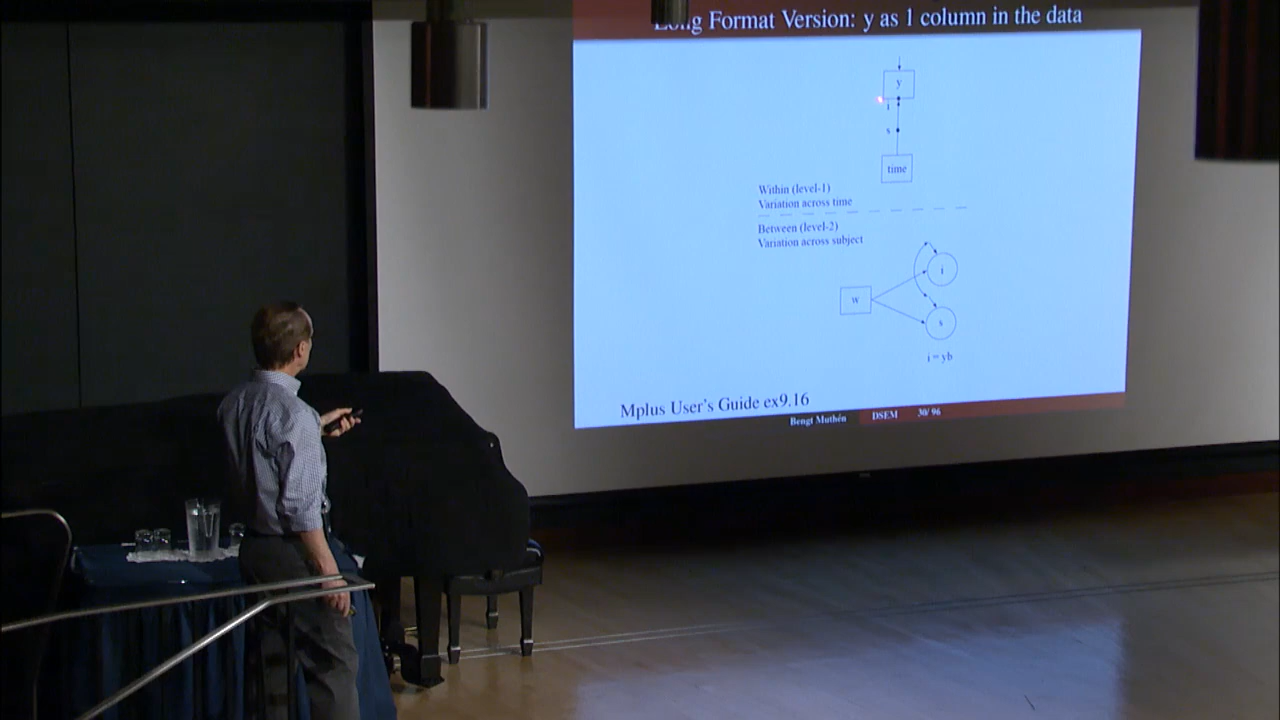 Long Format Version: y as 1 column in the data
y
i
s
time
Within (level-1)
Variation across time
Between (level-2)
Variation across subject
i
w
s
i = yb
Mplus User's Guide ex9.16
Bengt Muthén DSEM 30/ 96